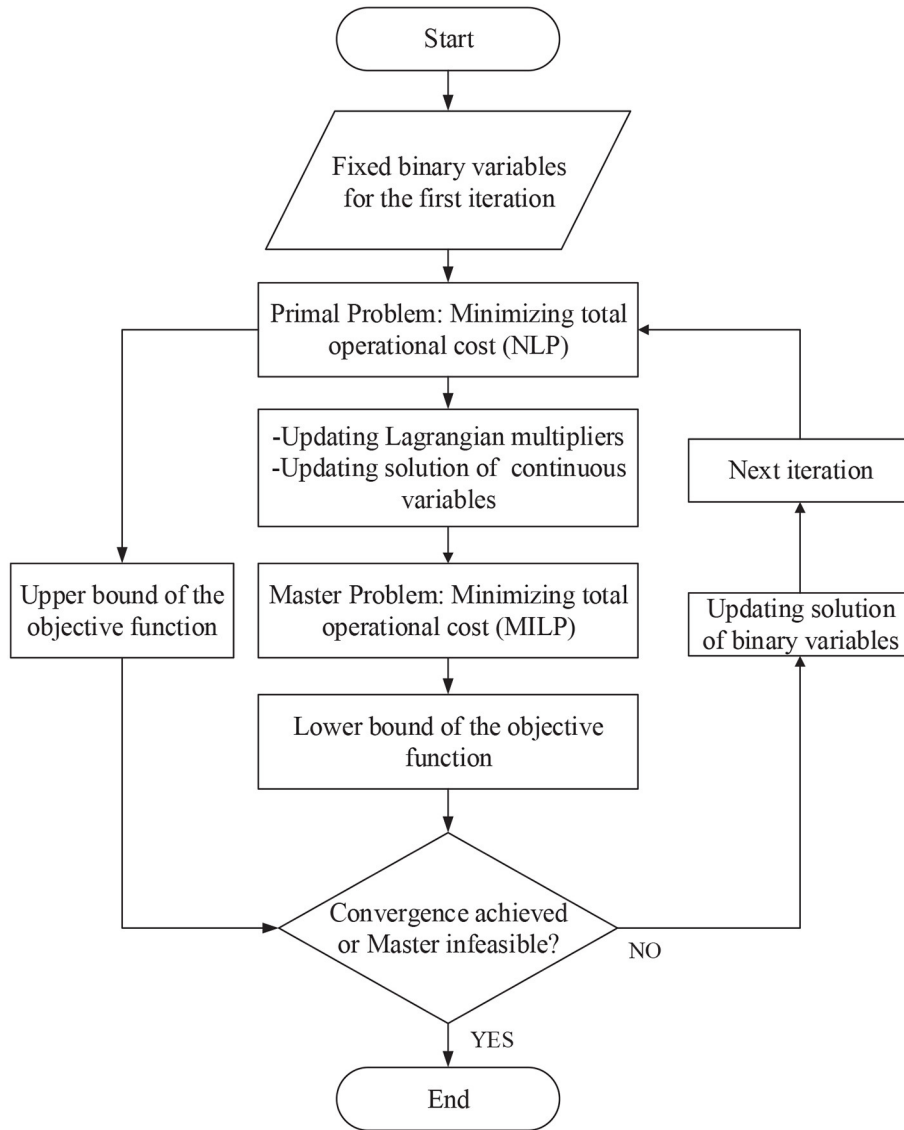 Start
Fixed binary variables
for the first iteration
Primal Problem: Minimizing total
operational cost (NLP)
-Updating Lagrangian multipliers
-Updating solution of continuous
variables
Next iteration
Upper bound of the
objective function
Master Problem: Minimizing total
operational cost (MILP)
Updating solution
of binary variables
Lower bound of the objective
function
Convergence achieved
or Master infeasible?
NO
YES
End